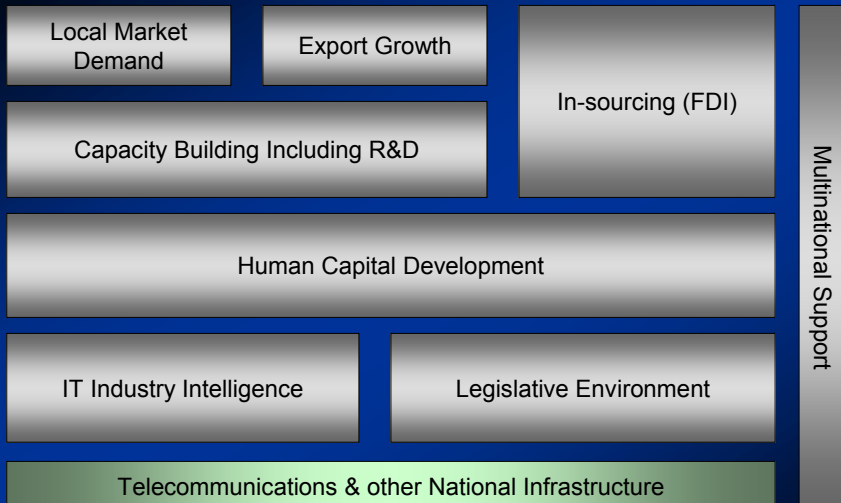 Local Market
Demand
Export Growth
In-sourcing (FDI)
Capacity Building Including R&D
Human Capital Development
IT Industry Intelligence
Legislative Environment
Telecommunications & other National Infrastructure
Multinational Support